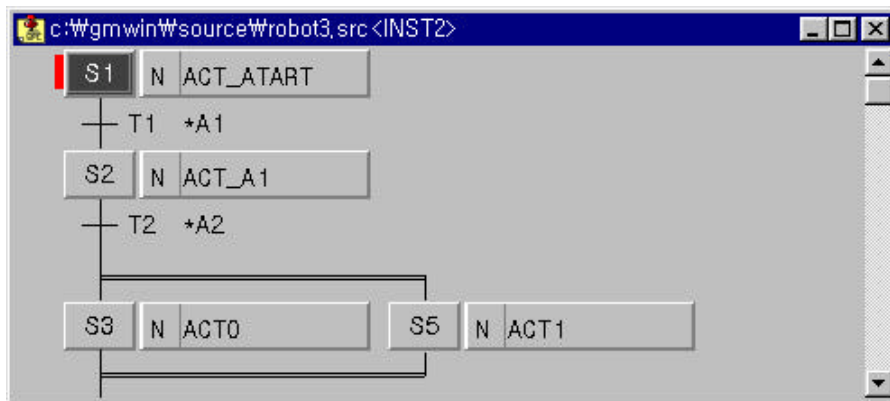 c:₩gmwin₩source₩robot3.src<INST2>
S1 N ACT_ATART
T1 *A1
S2 N ACT_A1
T2 *A2
S3 N ACT0 S5 N ACT1